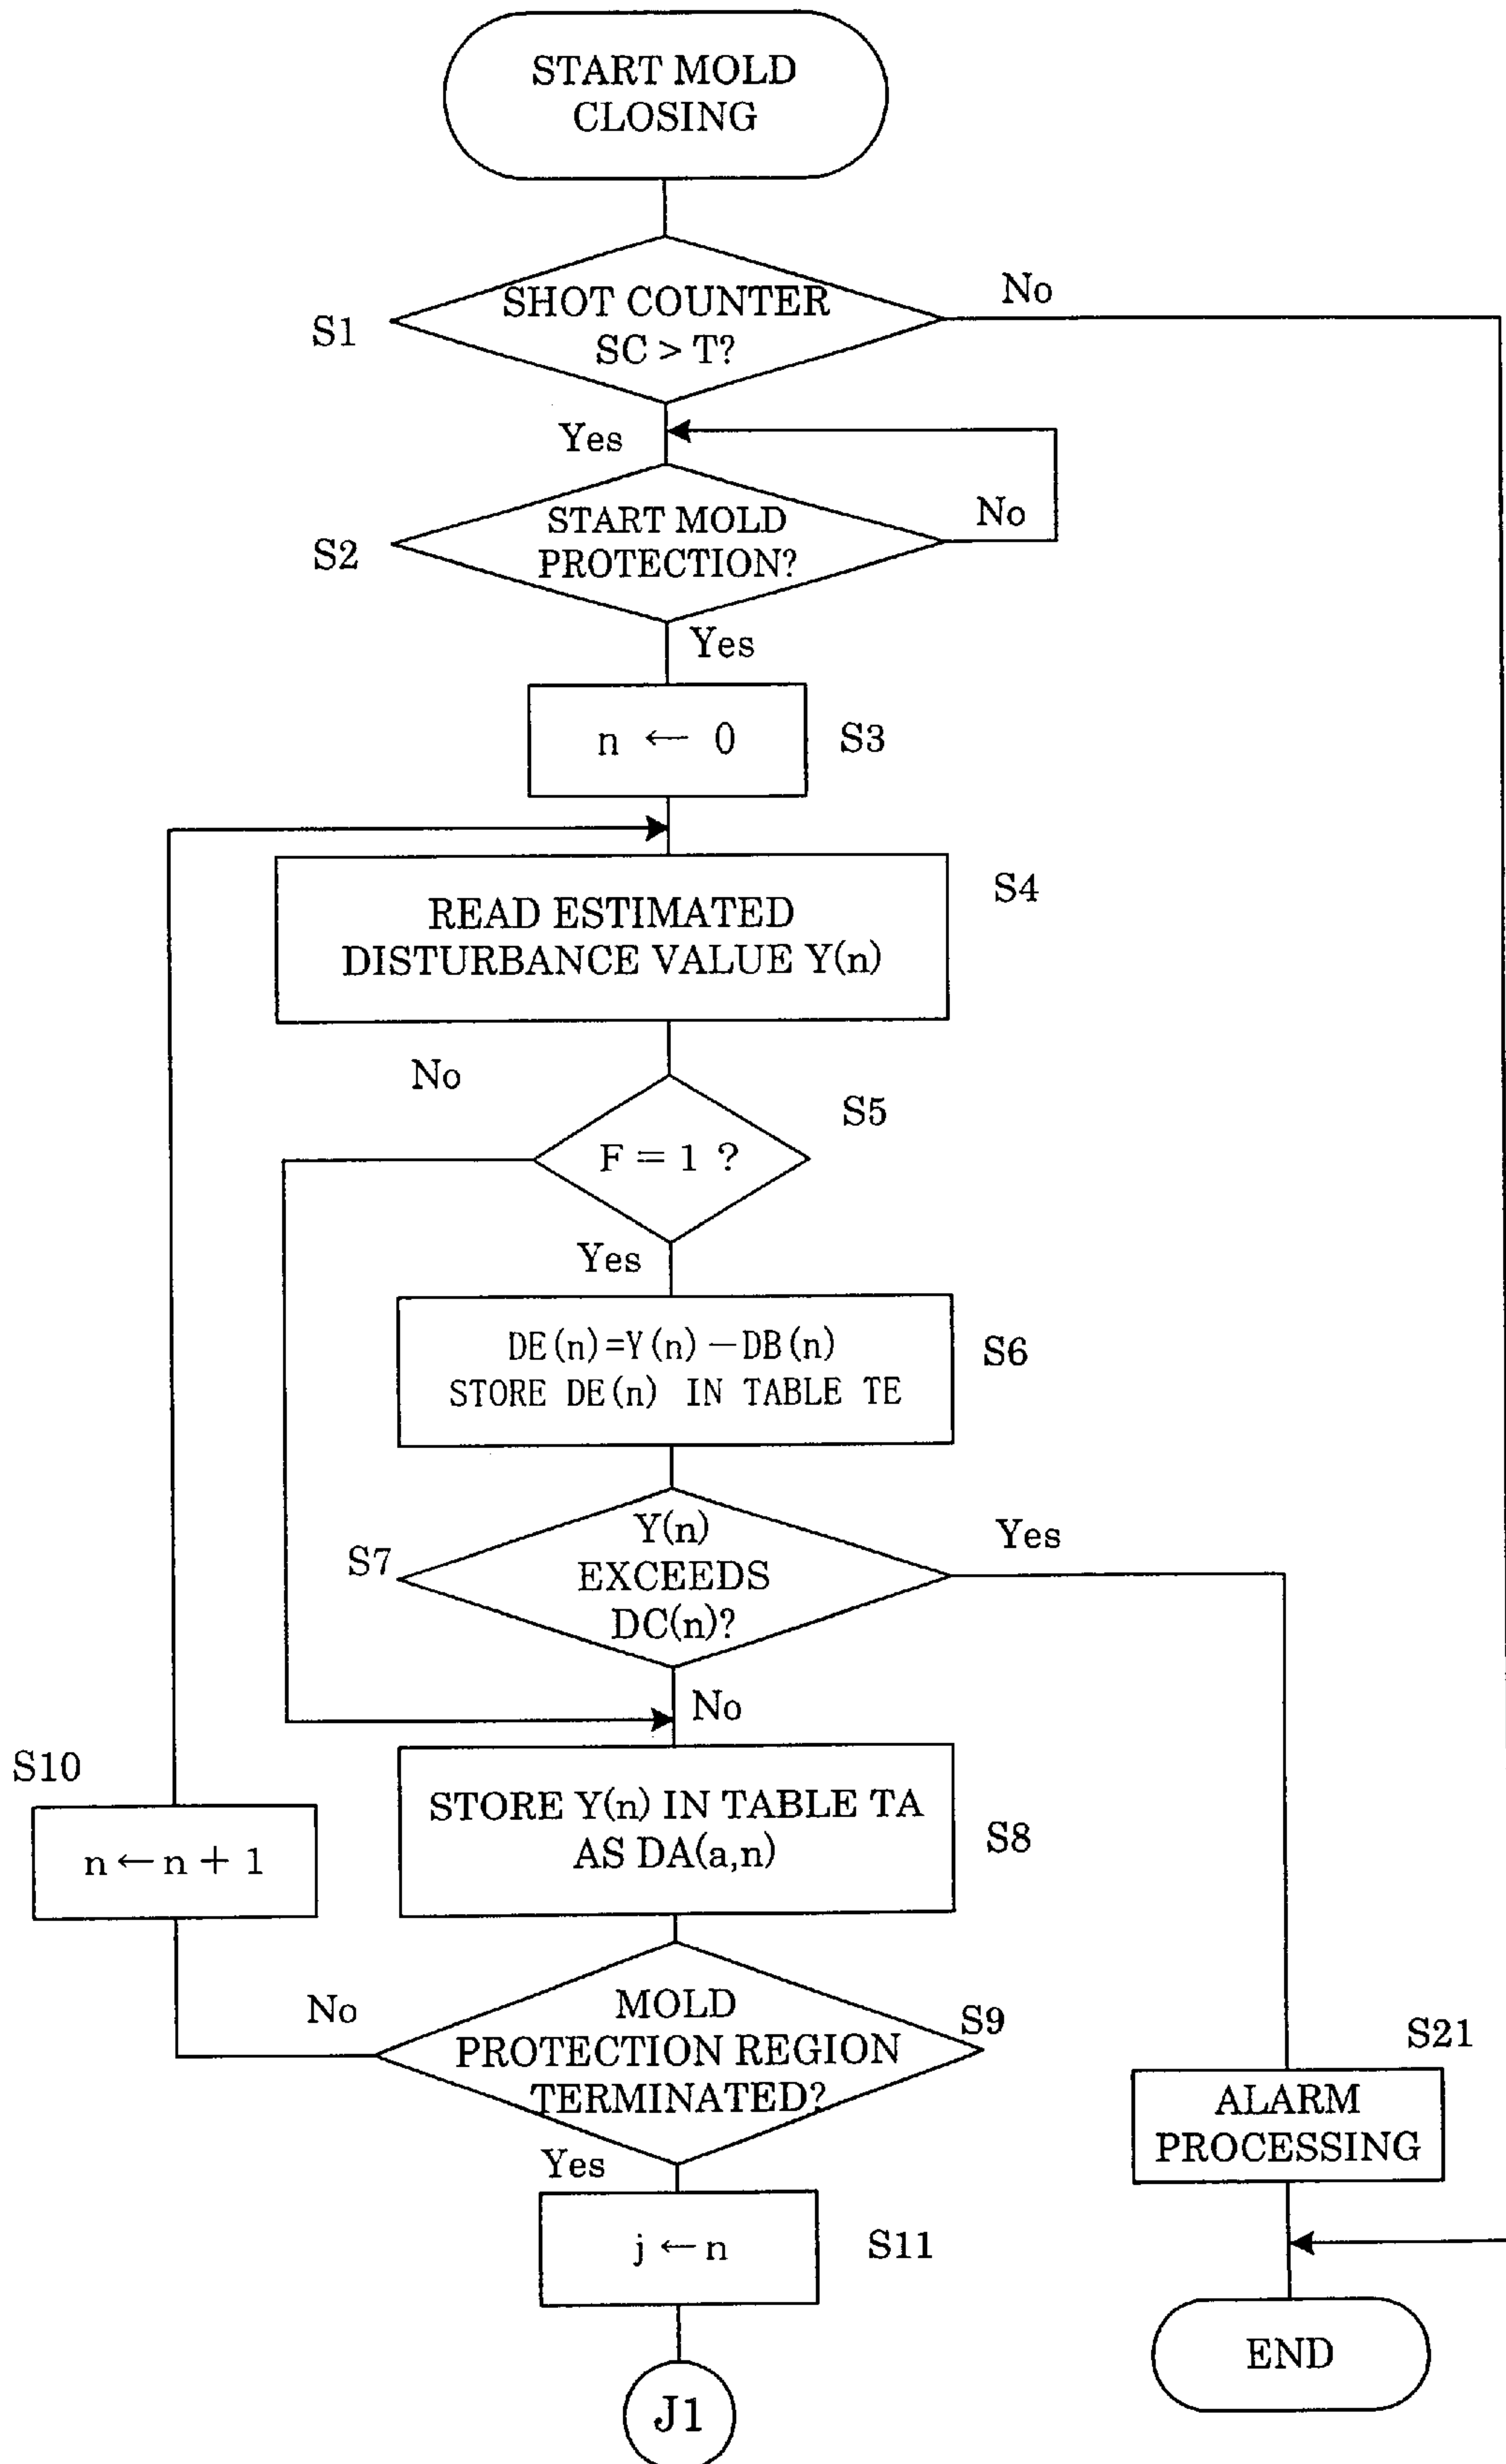 START MOLD
CLOSING
SHOT COUNTER
SC > T?
No
S1
Yes
START MOLD
PROTECTION?
No
S2
Yes
n ← 0
S3
READ ESTIMATED
DISTURBANCE VALUE Y(n)
S4
No
F = 1 ?
S5
Yes
DE(n)=Y(n)－DB(n)
STORE DE(n) IN TABLE TE
S6
Y(n)
EXCEEDS
DC(n)?
S7
Yes
No
S10
n←n + 1
STORE Y(n) IN TABLE TA
AS DA(a,n)
S8
No
MOLD
PROTECTION REGION
TERMINATED?
S9
Yes
S21
ALARM
PROCESSING
j ←n
S11
END
J1